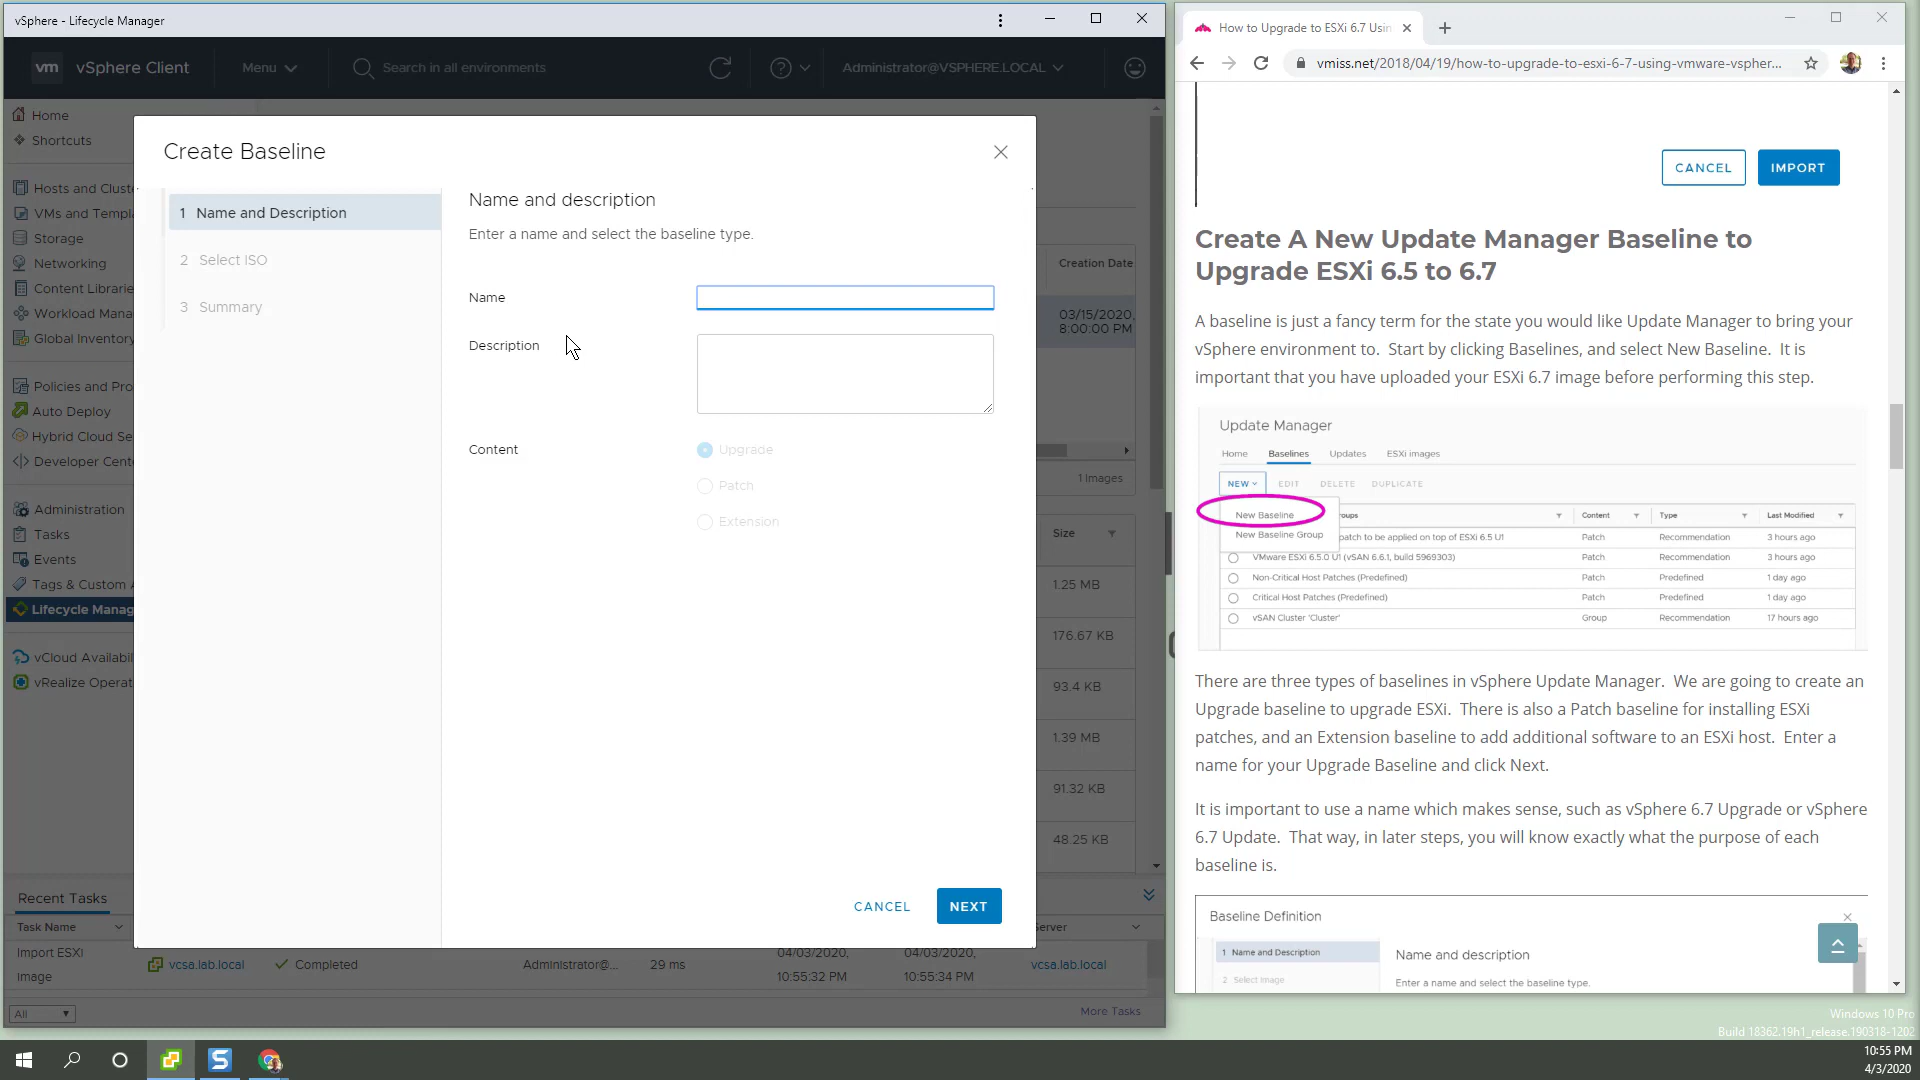 vSphere - Lifecycle Manager
vm vSphere Client
Menu
Search in all environments
Administrator@VSPHERE.LOCAL
Home
Shortcuts
Hosts and Cluste
VMs and Templa
Storage
Networking
Content Librarie
Workload Mana
Global Inventory
Policies and Pro
Auto Deploy
Hybrid Cloud Se
Developer Cent
Administration
Tasks
Events
Tags & Custom A
Lifecycle Manag
vCloud Availabil
vRealize Operat
Create Baseline
1 Name and Description
2 Select ISO
3 Summary
Name and description
Enter a name and select the baseline type.
Name
Description
Content
Upgrade
Patch
Extension
CANCEL
NEXT
Creation Date
03/15/2020,
8:00:00 PM
1 Images
Size
1.25 MB
176.67 KB
93.4 KB
1.39 MB
91.32 KB
48.25 KB
Recent Tasks
Task Name
Server
Import ESXi
image
vcsa.lab.local
Completed
Administrator@...
29 ms
04/03/2020,
10:55:32 PM
04/03/2020,
10:55:34 PM
vcsa.lab.local
All
More Tasks
How to Upgrade to ESXi 6.7 Usin
vmiss.net/2018/04/19/how-to-upgrade-to-esxi-6-7-using-vmware-vspher...
CANCEL
IMPORT
Create A New Update Manager Baseline to
Upgrade ESXi 6.5 to 6.7
A baseline is just a fancy term for the state you would like Update Manager to bring your
vSphere environment to. Start by clicking Baselines, and select New Baseline. It is
important that you have uploaded your ESXi 6.7 image before performing this step.
Update Manager
Home Baselines Updates ESXi images
NEW EDIT DELETE DUPLICATE
New Baseline
New Baseline Group
oups Content Type Last Modified
patch to be applied on top of ESXi 6.5 U1 Patch Recommendation 3 hours ago
VMware ESXi 6.5.0 U1 (vSAN 6.6.1, build 5969303) Patch Recommendation 3 hours ago
Non-Critical Host Patches (Predefined) Patch Predefined 1 day ago
Critical Host Patches (Predefined) Patch Predefined 1 day ago
vSAN Cluster 'Cluster' Group Recommendation 17 hours ago
There are three types of baselines in vSphere Update Manager. We are going to create an
Upgrade baseline to upgrade ESXi. There is also a Patch baseline for installing ESXi
patches, and an Extension baseline to add additional software to an ESXi host. Enter a
name for your Upgrade Baseline and click Next.
It is important to use a name which makes sense, such as vSphere 6.7 Upgrade or vSphere
6.7 Update. That way, in later steps, you will know exactly what the purpose of each
baseline is.
Baseline Definition
1 Name and Description
2 Select Image
Name and description
Enter a name and select the baseline type.
Windows 10 Pro
Build 18362.19h1_release.190318-1202
10:55 PM
4/3/2020